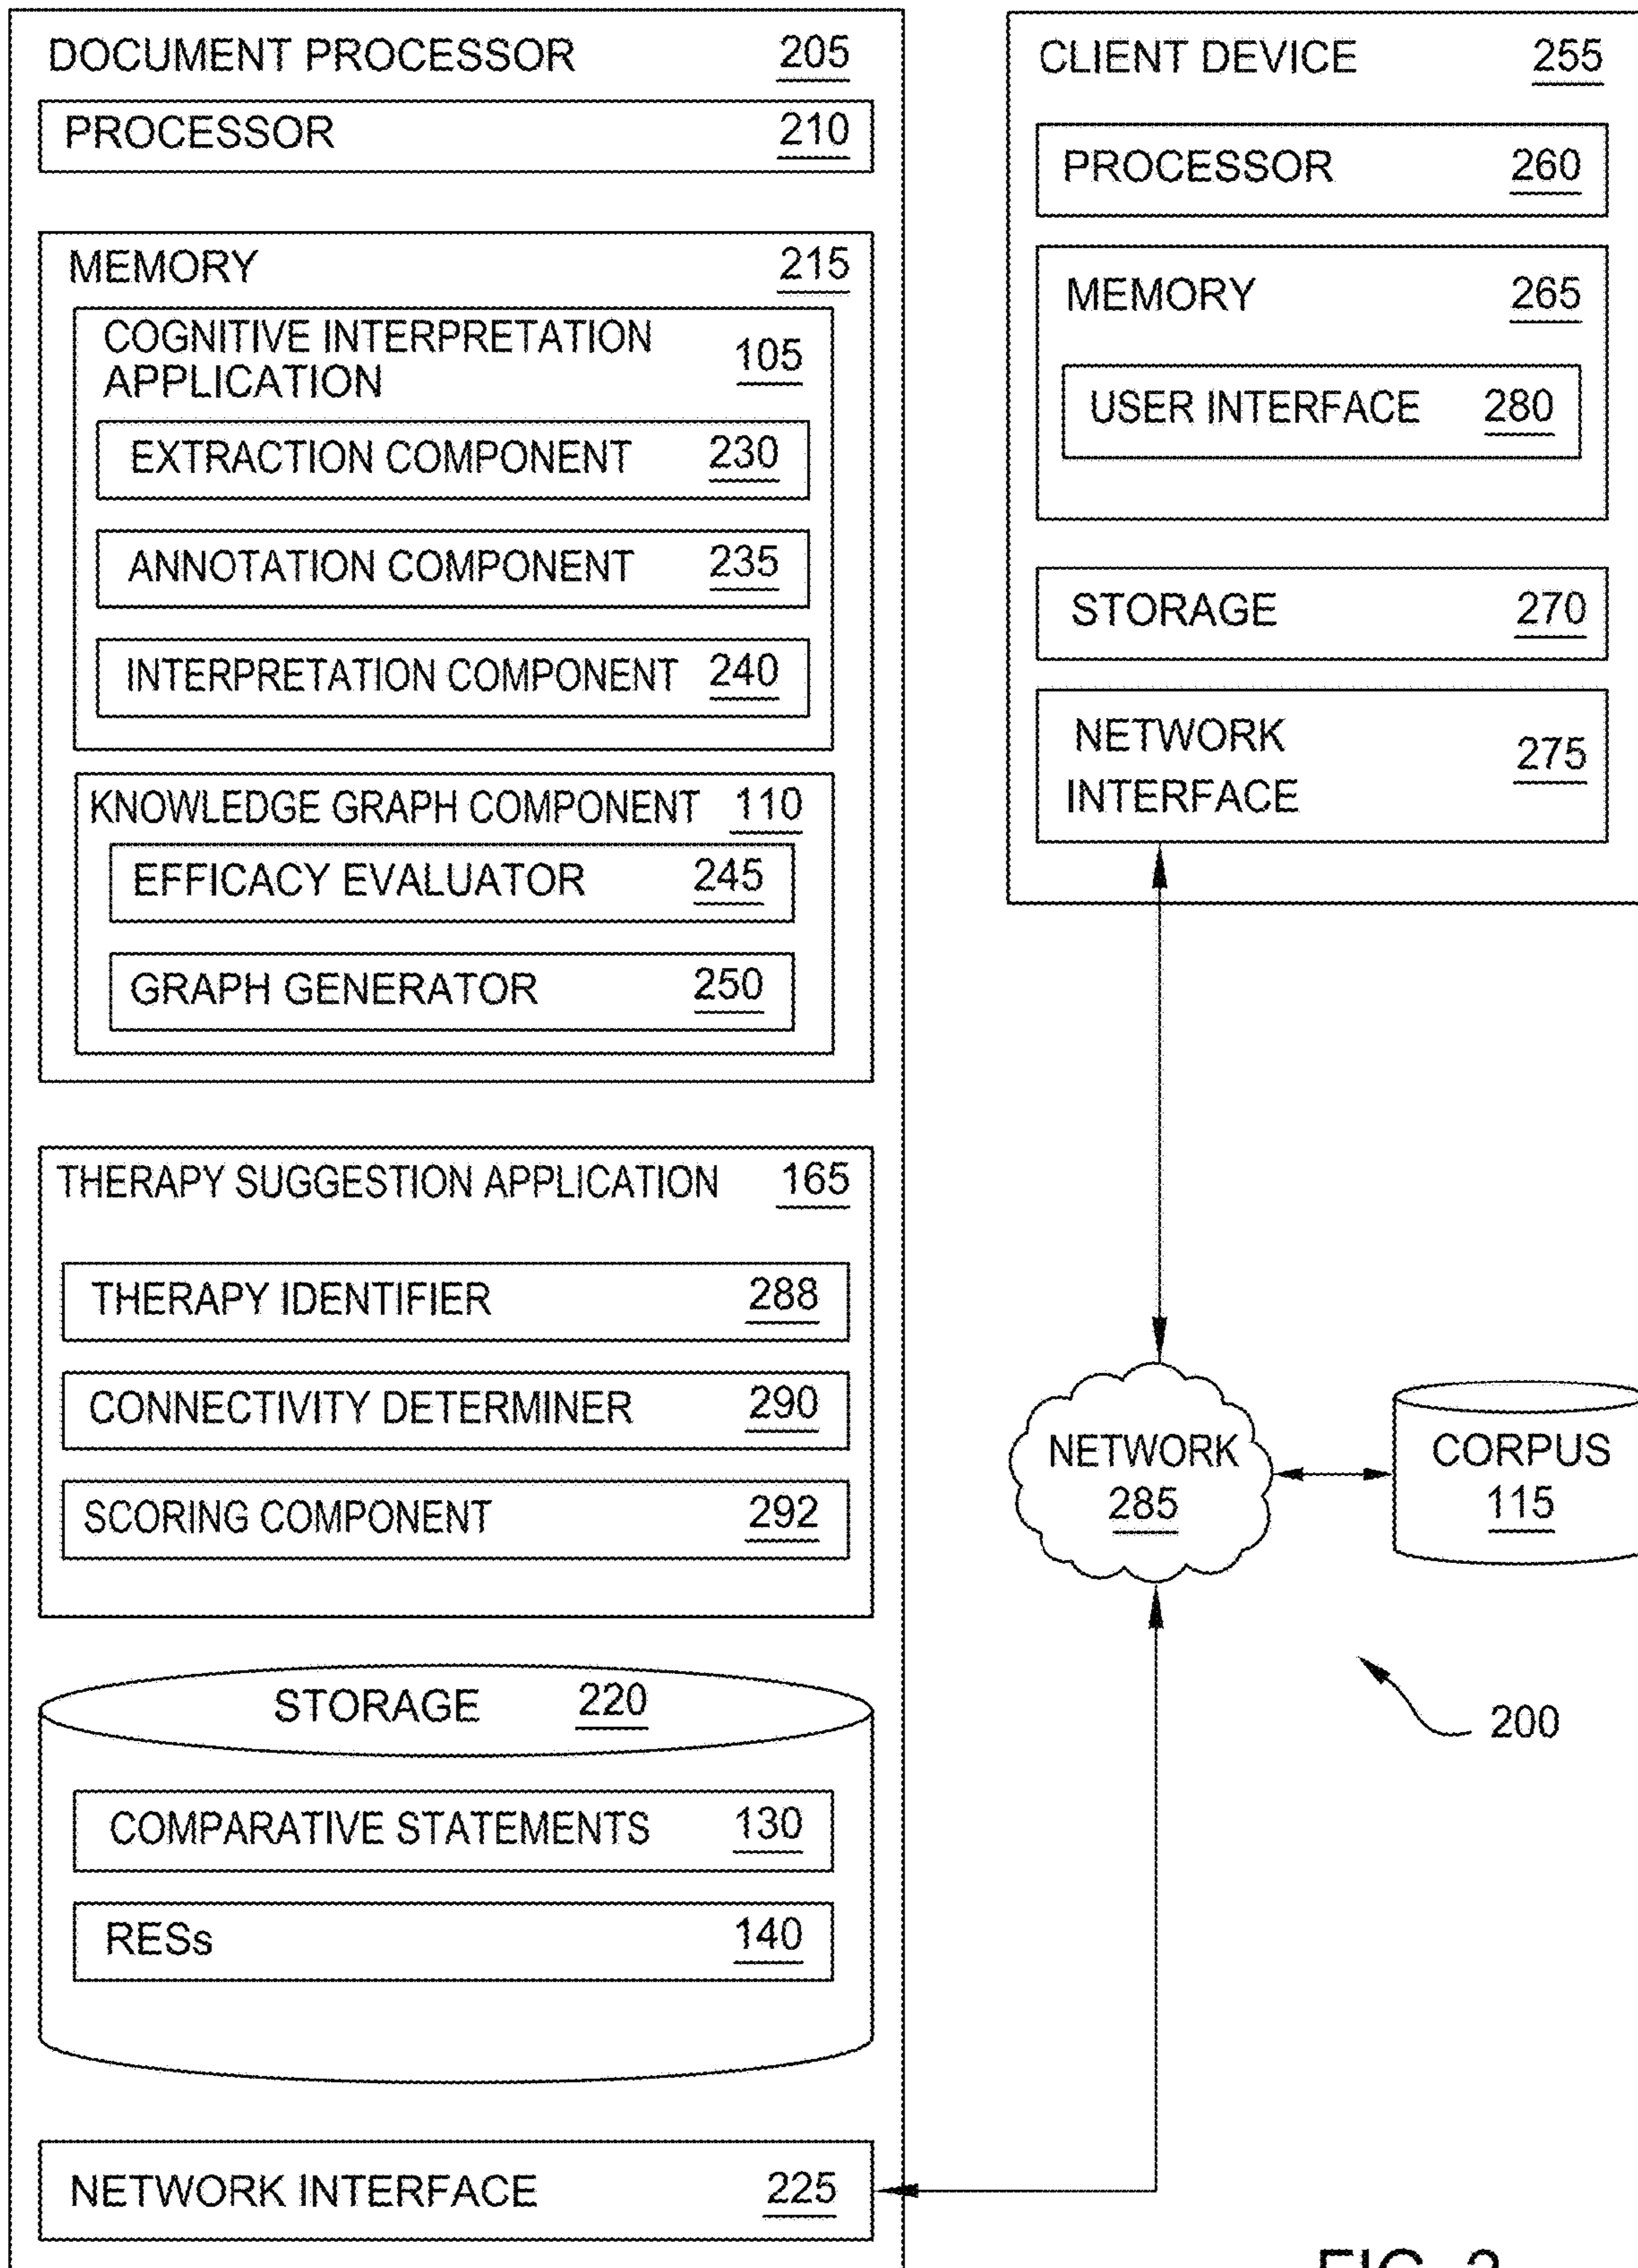 DOCUMENT PROCESSOR 205
PROCESSOR 210
MEMORY 215
COGNITIVE INTERPRETATION
APPLICATION 105
EXTRACTION COMPONENT 230
ANNOTATION COMPONENT 235
INTERPRETATION COMPONENT 240
KNOWLEDGE GRAPH COMPONENT 110
EFFICACY EVALUATOR 245
GRAPH GENERATOR 250
THERAPY SUGGESTION APPLICATION 165
THERAPY IDENTIFIER 288
CONNECTIVITY DETERMINER 290
SCORING COMPONENT 292
STORAGE 220
COMPARATIVE STATEMENTS 130
RESs 140
NETWORK INTERFACE 225
CLIENT DEVICE 255
PROCESSOR 260
MEMORY 265
USER INTERFACE 280
STORAGE 270
NETWORK
INTERFACE 275
NETWORK
285
CORPUS
115
200